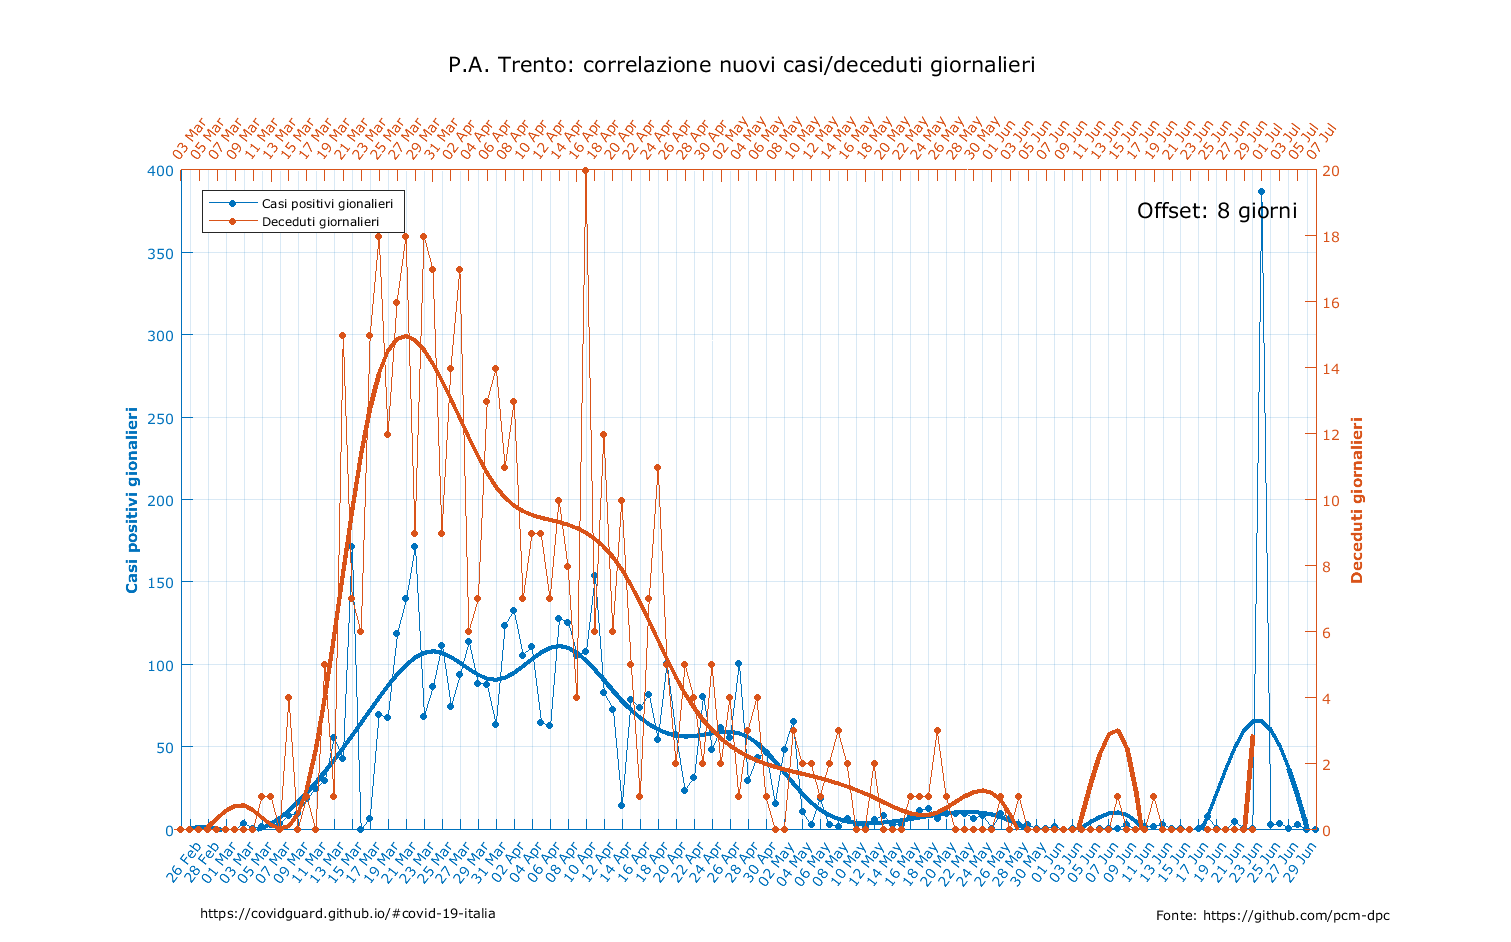 P.A. Trento: correlazione nuovi casi/deceduti giornalieri
03 Mar 05 Mar 07 Mar 09 Mar 11 Mar 13 Mar 15 Mar 17 Mar 19 Mar 21 Mar 23 Mar 25 Mar 27 Mar 29 Mar 31 Mar 02 Apr 04 Apr 06 Apr 08 Apr 10 Apr 12 Apr 14 Apr 16 Apr 18 Apr 20 Apr 22 Apr 24 Apr 26 Apr 28 Apr 30 Apr 02 May 04 May 06 May 08 May 10 May 12 May 14 May 16 May 18 May 20 May 22 May 24 May 26 May 28 May 30 May 01 Jun 03 Jun 05 Jun 07 Jun 09 Jun 11 Jun 13 Jun 15 Jun 17 Jun 19 Jun 21 Jun 23 Jun 25 Jun 27 Jun 29 Jun 01 Jul 03 Jul 05 Jul 07 Jul
Casi positivi gionalieri
Deceduti giornalieri
Offset: 8 giorni
400
350
300
250
200
150
100
50
0
Casi positivi gionalieri
20
18
16
14
12
10
8
6
4
2
0
Deceduti giornalieri
26 Feb 28 Feb 01 Mar 03 Mar 05 Mar 07 Mar 09 Mar 11 Mar 13 Mar 15 Mar 17 Mar 19 Mar 21 Mar 23 Mar 25 Mar 27 Mar 29 Mar 31 Mar 02 Apr 04 Apr 06 Apr 08 Apr 10 Apr 12 Apr 14 Apr 16 Apr 18 Apr 20 Apr 22 Apr 24 Apr 26 Apr 28 Apr 30 Apr 02 May 04 May 06 May 08 May 10 May 12 May 14 May 16 May 18 May 20 May 22 May 24 May 26 May 28 May 30 May 01 Jun 03 Jun 05 Jun 07 Jun 09 Jun 11 Jun 13 Jun 15 Jun 17 Jun 19 Jun 21 Jun 23 Jun 25 Jun 27 Jun 29 Jun
https://covidguard.github.io/#covid-19-italia
Fonte: https://github.com/pcm-dpc